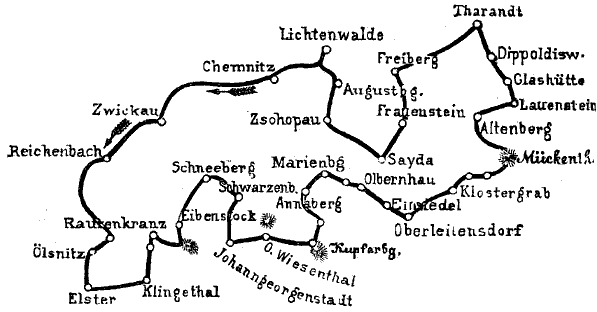 Tharandt
Lichtenwalde
Freiberg
Dippoldisw.
Chemnitz
Glashütte
Augustbg.
Lauenstein
Zwickau
Zschopau
Frauenstein
Altenberg
Reichenbach
Schneeberg
Marienbg
Sayda
Mückenth.
Schwarzenb.
Olbernhau
Klostergrab
Annaberg
Einsiedel
Rautenkranz
Eibenstock
Oberleitensdorf
Ölsnitz
O. Wiesenthal
Kupferbg.
Elster
Klingethal
Johanngeorgenstadt